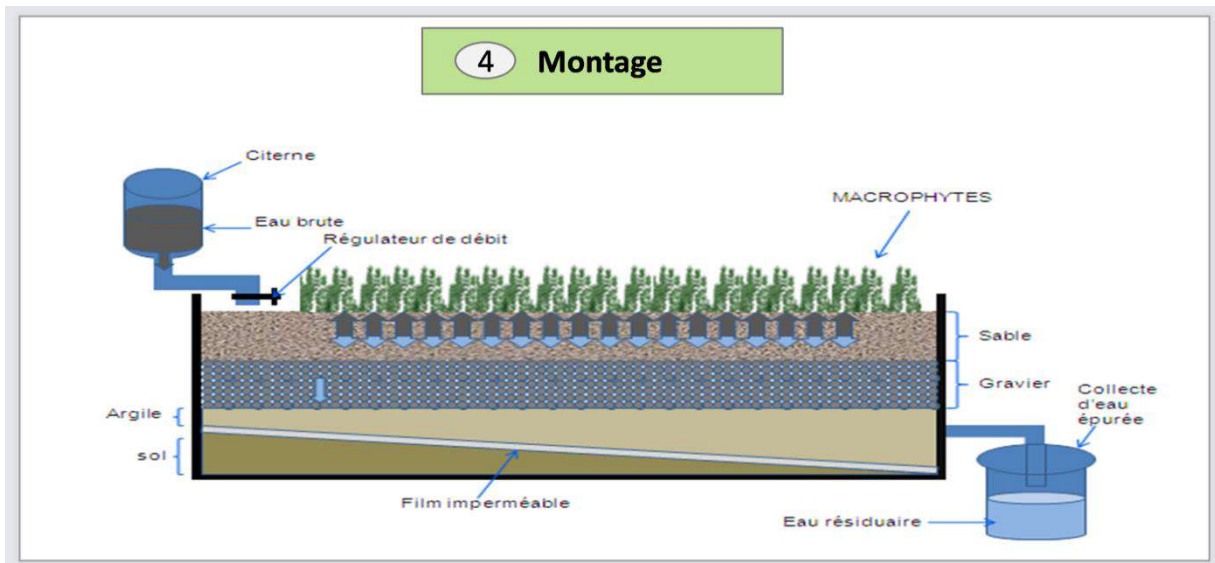 4 Montage
Citerne
Eau brute
Régulateur de débit
MACROPHYTES
Sable
Gravier
Collecte
d'eau
épurée
Argile
sol
Film imperméable
Eau résiduaire